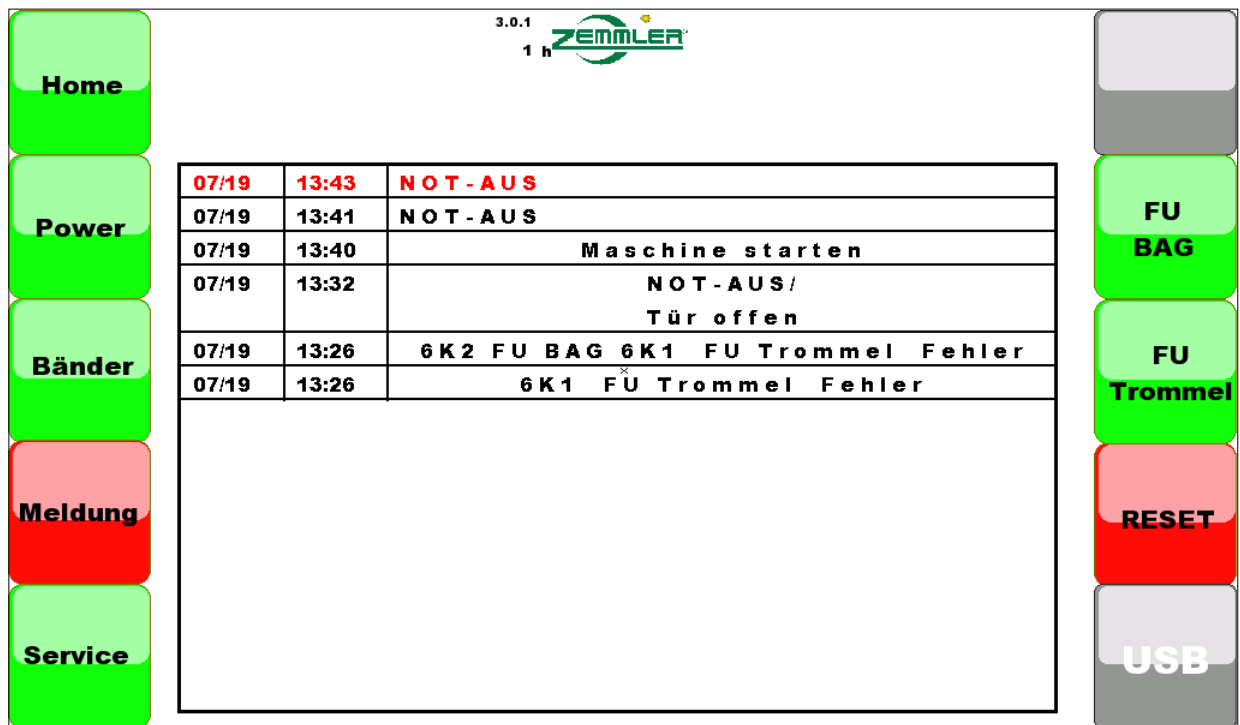 3.0.1
1 h
ZEMMLER®
Home
Power
Bänder
Meldung
Service
07/19 13:43 NOT-AUS
07/19 13:41 NOT-AUS
07/19 13:40 Maschine starten
07/19 13:32 NOT-AUS/
Tür offen
07/19 13:26 6K2 FU BAG 6K1 FU Trommel Fehler
07/19 13:26 6K1 FU Trommel Fehler
FU
BAG
FU
Trommel
RESET
USB